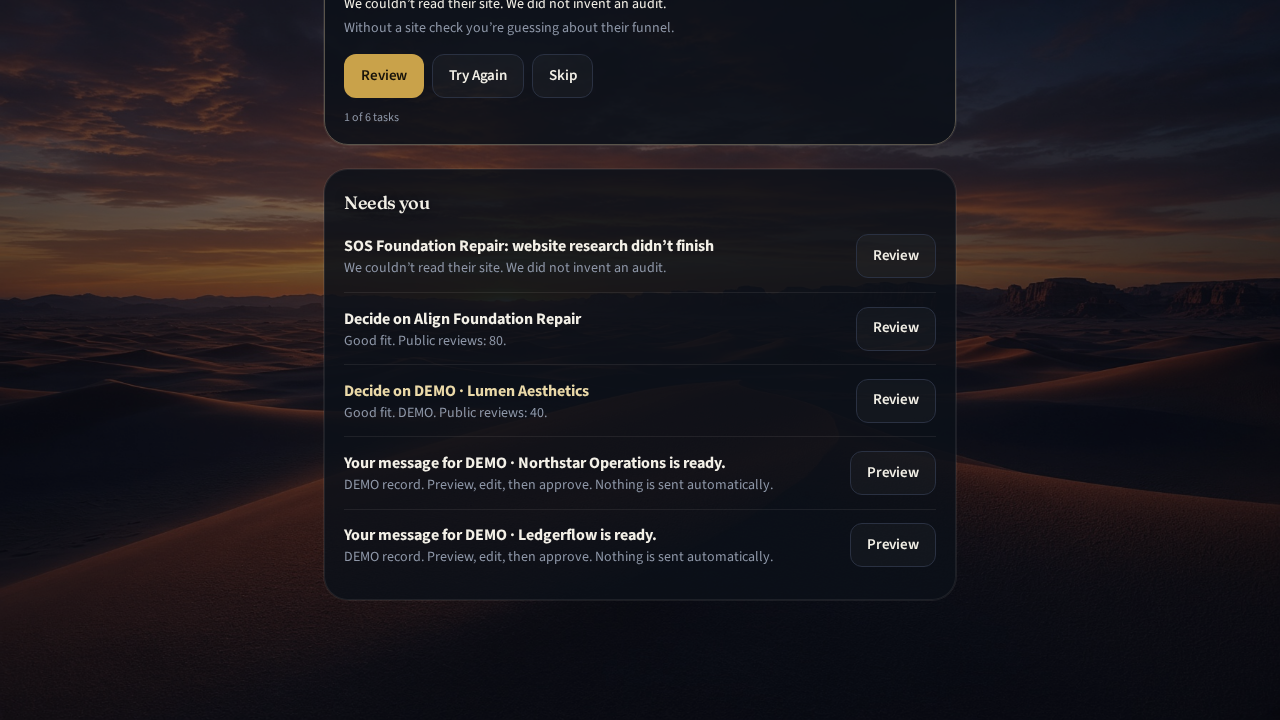 We couldn’t read their site. We did not invent an audit.
Without a site check you’re guessing about their funnel.
Review
Try Again
Skip
1 of 6 tasks
Needs you
SOS Foundation Repair: website research didn’t finish
We couldn’t read their site. We did not invent an audit.
Review
Decide on Align Foundation Repair
Good fit. Public reviews: 80.
Review
Decide on DEMO · Lumen Aesthetics
Good fit. DEMO. Public reviews: 40.
Review
Your message for DEMO · Northstar Operations is ready.
DEMO record. Preview, edit, then approve. Nothing is sent automatically.
Preview
Your message for DEMO · Ledgerflow is ready.
DEMO record. Preview, edit, then approve. Nothing is sent automatically.
Preview